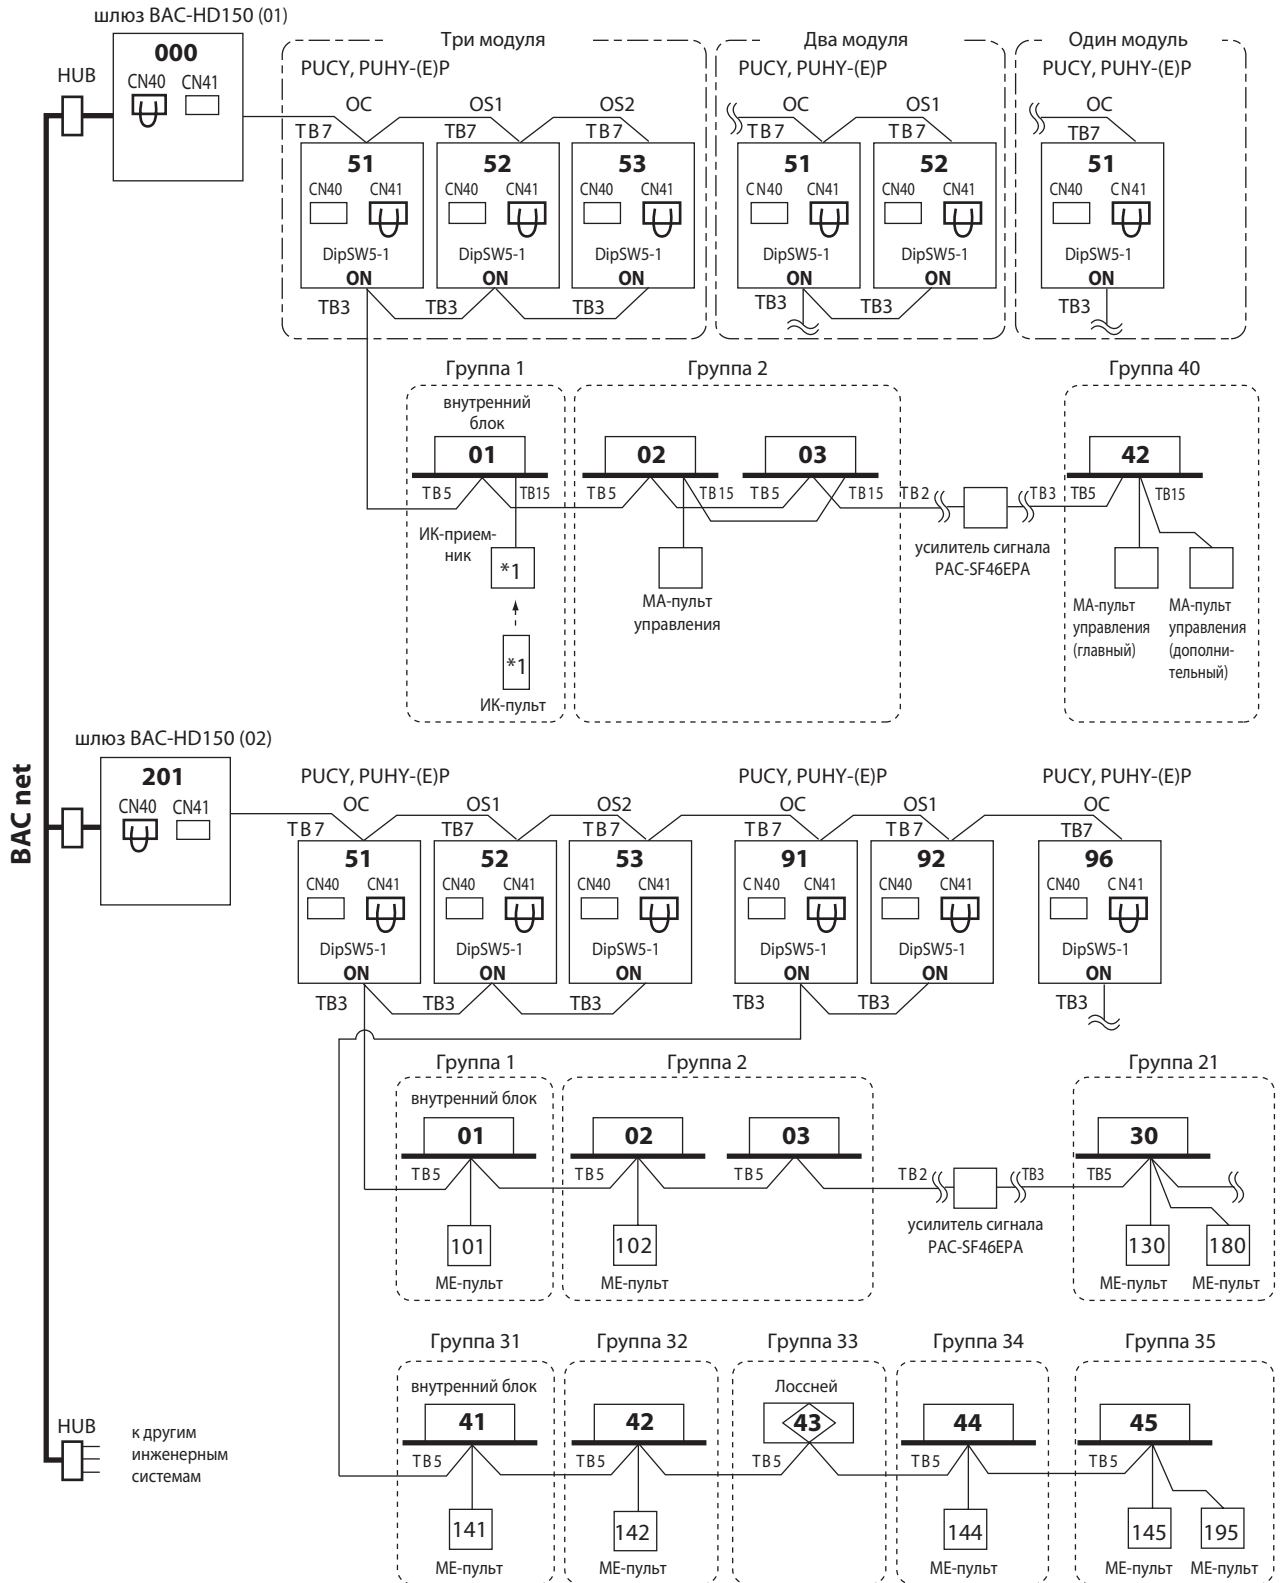 шлюз BAC-HD150 (01)
000
CN40 CN41
HUB
Три модуля
PUCY, PUHY-(E)P
Два модуля
PUCY, PUHY-(E)P
Один модуль
PUCY, PUHY-(E)P
OC OS1 OS2
TB7 TB7 TB7
51 52 53
CN40 CN41 CN40 CN41 CN40 CN41
DipSW5-1 DipSW5-1 DipSW5-1
ON ON ON
TB3 TB3 TB3
OC OS1
TB7 TB7
51 52
CN40 CN41 CN40 CN41
DipSW5-1 DipSW5-1
ON ON
TB3 TB3
OC
TB7
51
CN40 CN41
DipSW5-1
ON
TB3
Группа 1
внутренний
блок
01
TB5 TB15
ИК-прием-
ник
*1
*1
ИК-пульт
Группа 2
02 03
TB5 TB15 TB5 TB15
МА-пульт
управления
TB2 TB3
усилитель сигнала
PAC-SF46EPA
Группа 40
42
TB5 TB15
МА-пульт
управления
(главный)
МА-пульт
управления
(дополни-
тельный)
BAC net
шлюз BAC-HD150 (02)
201
CN40 CN41
PUCY, PUHY-(E)P PUCY, PUHY-(E)P PUCY, PUHY-(E)P
OC OS1 OS2 OC OS1 OC
TB7 TB7 TB7 TB7 TB7 TB7
51 52 53 91 92 96
CN40 CN41 CN40 CN41 CN40 CN41 CN40 CN41 CN40 CN41 CN40 CN41
DipSW5-1 DipSW5-1 DipSW5-1 DipSW5-1 DipSW5-1 DipSW5-1
ON ON ON ON ON ON
TB3 TB3 TB3 TB3 TB3 TB3
Группа 1
внутренний блок
01
TB5
101
МЕ-пульт
Группа 2
02 03
TB5 TB5
102
МЕ-пульт
TB2 TB3
усилитель сигнала
PAC-SF46EPA
Группа 21
30
TB5
130 180
МЕ-пульт МЕ-пульт
Группа 31
внутренний блок
41
TB5
141
МЕ-пульт
Группа 32
42
TB5
142
МЕ-пульт
Группа 33
Лоссней
43
TB5
Группа 34
44
TB5
144
МЕ-пульт
Группа 35
45
TB5
145 195
МЕ-пульт МЕ-пульт
HUB
к другим
инженерным
системам